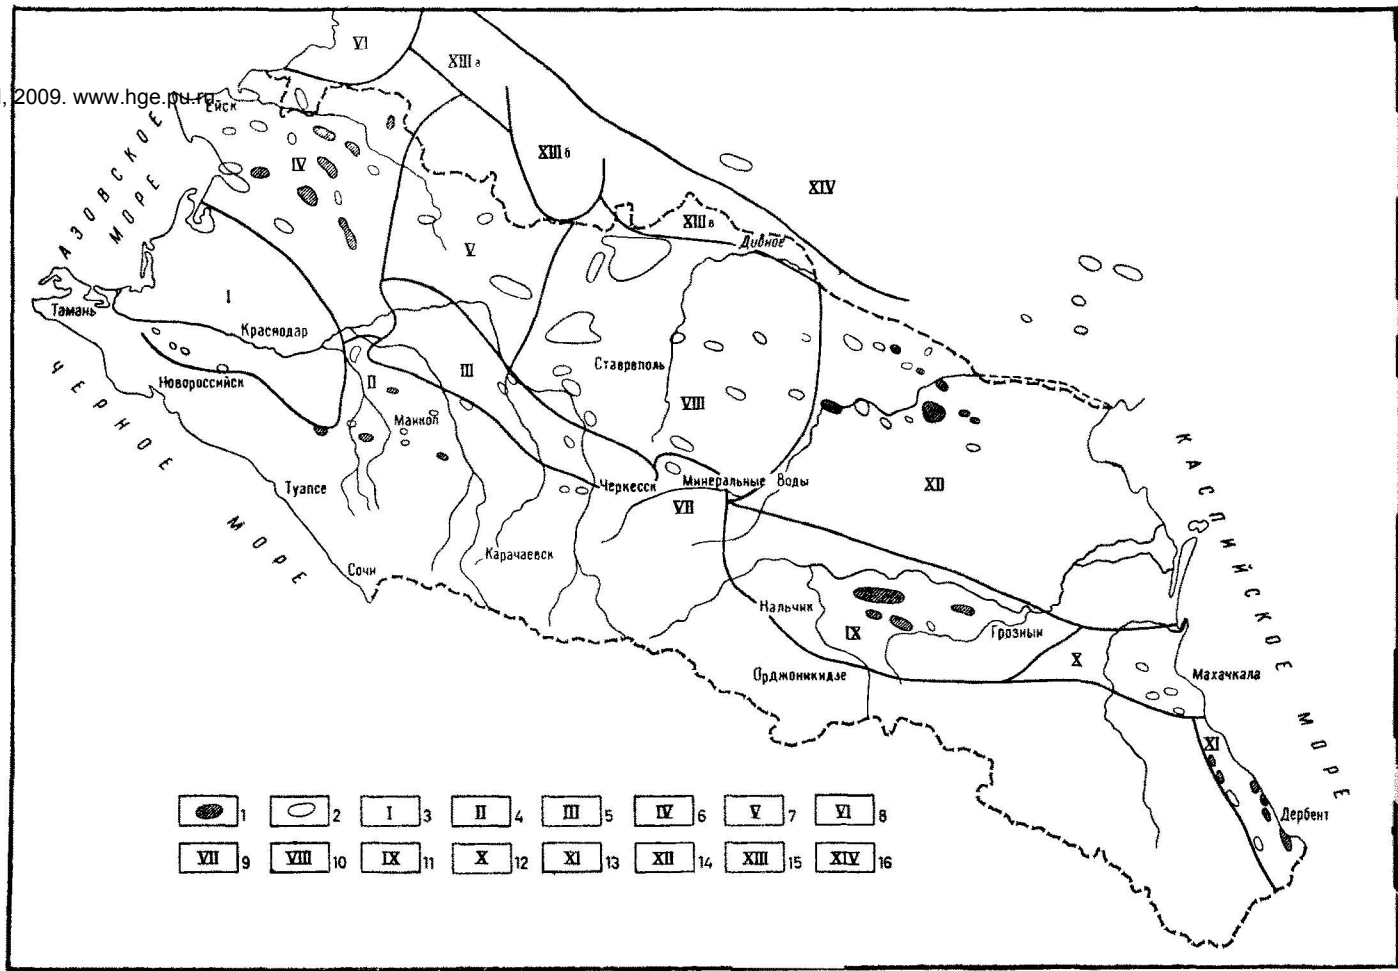 VI
XIII а
, 2009. www.hge.pu.ru
Ейск
АЗОВСКОЕ
МОРЕ
IV
XIII б
XIV
V
XIII в
Дивное
Тамань
I
Краснодар
Ставрвполь
III
II
Новороссийск
Майкоп
VIII
ЧЕРНОЕ
МОРЕ
КАСПИЙСКОЕ
МОРЕ
Туапсе
Черкесск
Минеральные Воды
XII
VII
Карачаевск
Сочи
Нальчик
IX
Грозный
X
Орджоникидзе
Махачкала
XI
Дербент
1
2
I 3
II 4
III 5
IV 6
V 7
VI 8
VII 9
VIII 10
IX 11
X 12
XI 13
XII 14
XIII 15
XIV 16